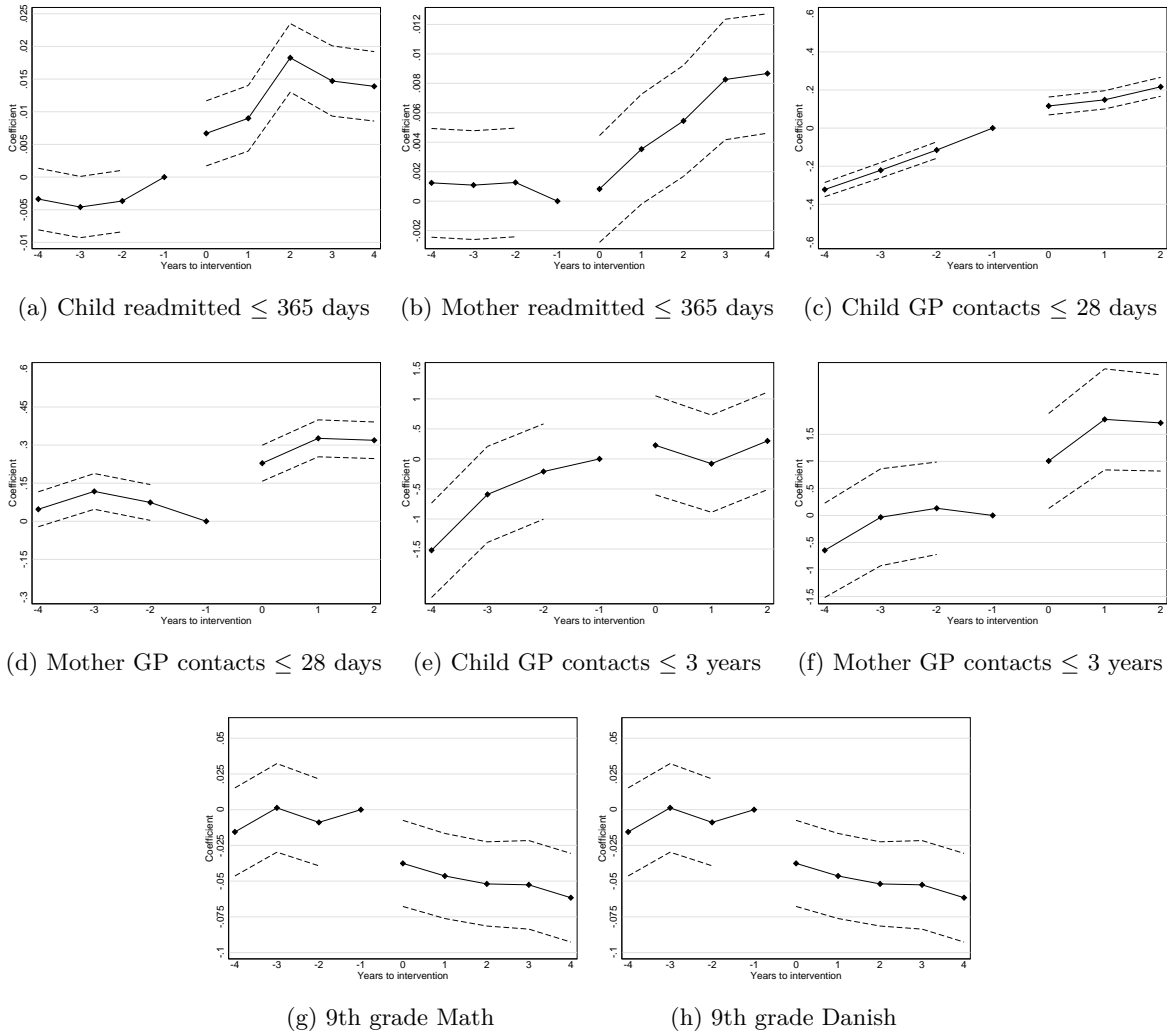 .025
.02
.015
.01
.005
0
-.005
-.01
Coefficient
-4 -3 -2 -1 0 1 2 3 4
Years to intervention
(a) Child readmitted ≤ 365 days
.012
.01
.008
.006
.004
.002
0
-.002
Coefficient
-4 -3 -2 -1 0 1 2 3 4
Years to intervention
(b) Mother readmitted ≤ 365 days
.6
.4
.2
0
-.2
-.4
-.6
Coefficient
-4 -3 -2 -1 0 1 2
Years to intervention
(c) Child GP contacts ≤ 28 days
.6
.45
.3
.15
0
-.15
-.3
Coefficient
-4 -3 -2 -1 0 1 2
Years to intervention
(d) Mother GP contacts ≤ 28 days
1.5
1
.5
0
-.5
-1
-1.5
Coefficient
-4 -3 -2 -1 0 1 2
Years to intervention
(e) Child GP contacts ≤ 3 years
1.5
1
.5
0
-.5
-1
-1.5
Coefficient
-4 -3 -2 -1 0 1 2
Years to intervention
(f) Mother GP contacts ≤ 3 years
.05
.025
0
-.025
-.05
-.075
-.1
Coefficient
-4 -3 -2 -1 0 1 2 3 4
Years to intervention
(g) 9th grade Math
.05
.025
0
-.025
-.05
-.075
-.1
Coefficient
-4 -3 -2 -1 0 1 2 3 4
Years to intervention
(h) 9th grade Danish